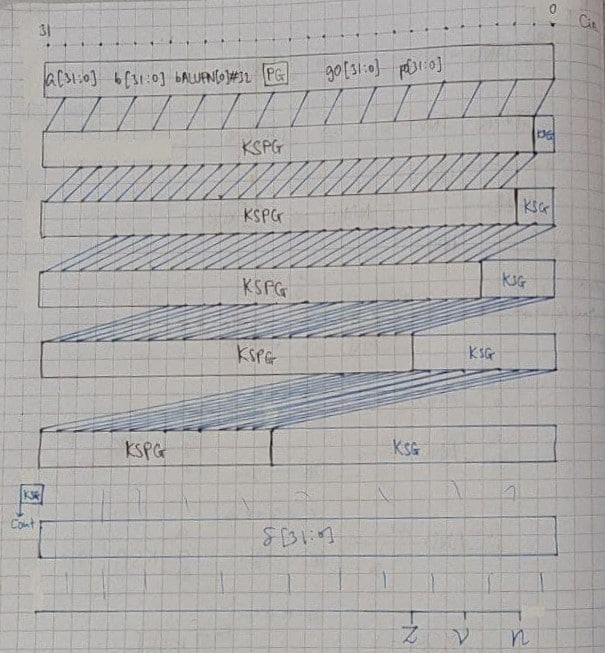 31 0 Cin
a[31:0] b[31:0] bALUFN[0]#32 PG g0[31:0] p[31:0]
KSPG KSG
KSPG KSG
KSPG KSG
KSPG KSG
KSPG KSG
KSG
Cout
S[31:0]
Z V N